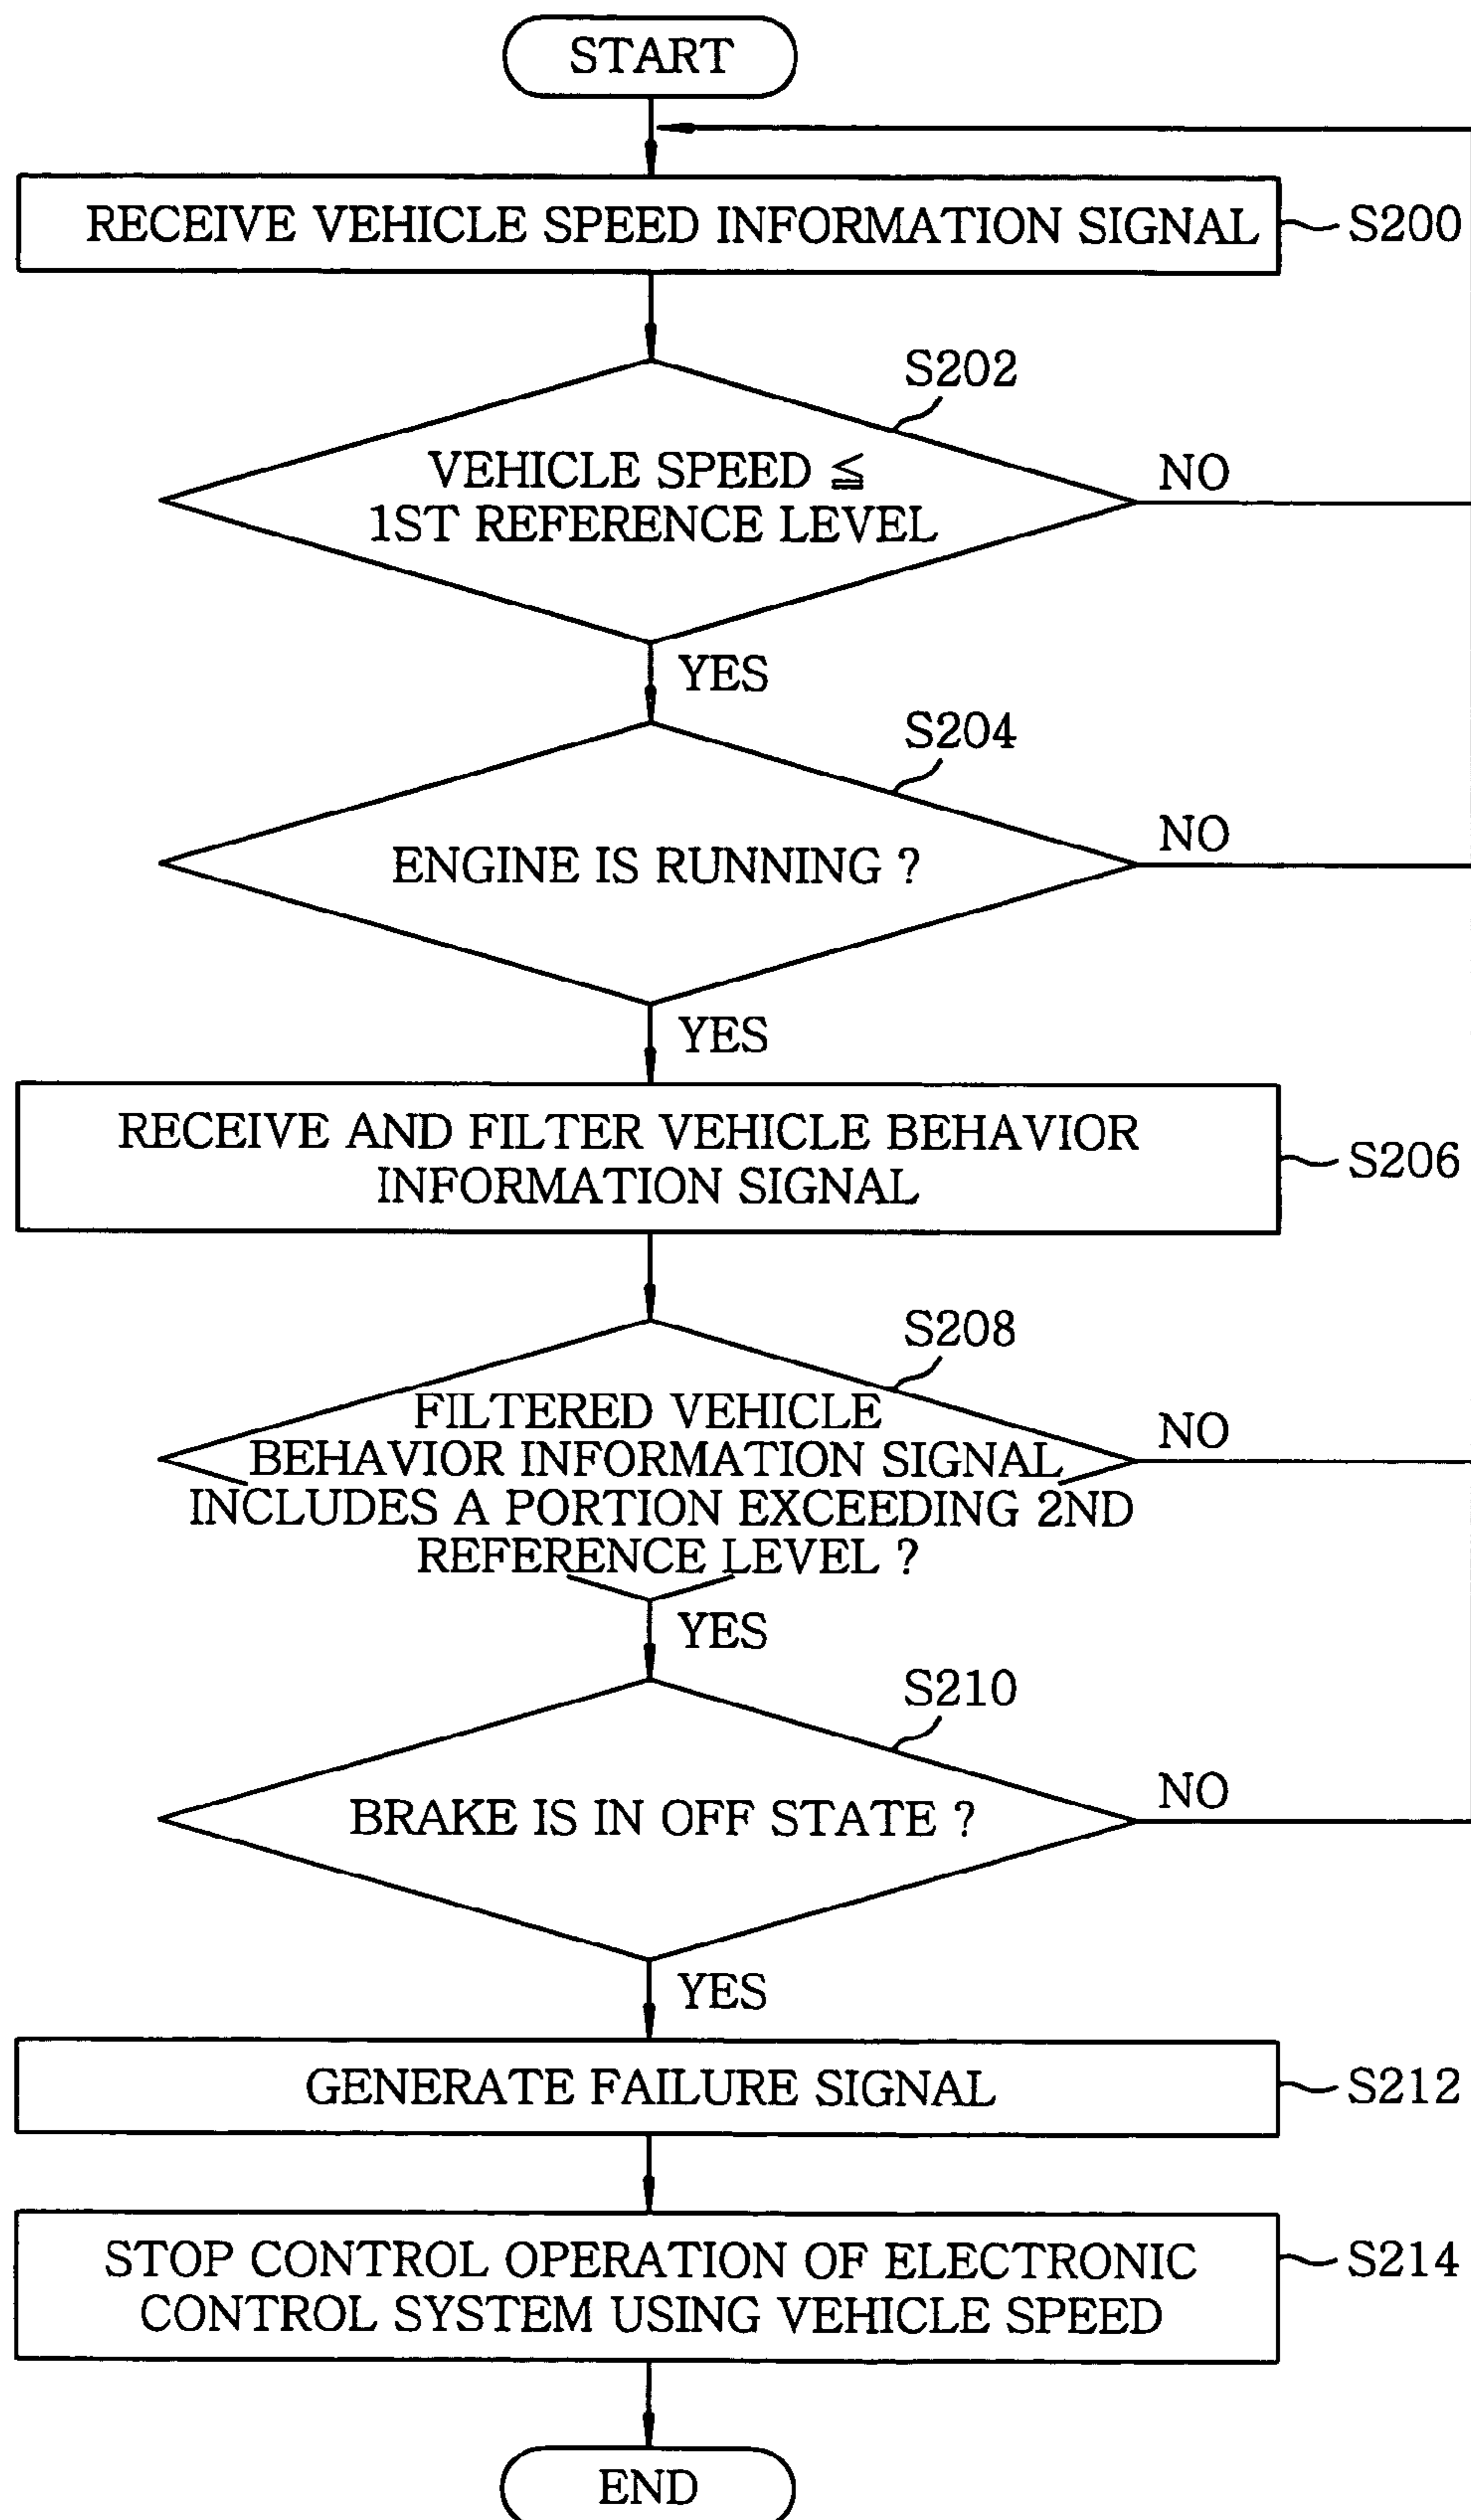 START
RECEIVE VEHICLE SPEED INFORMATION SIGNAL
S200
S202
VEHICLE SPEED ≦
1ST REFERENCE LEVEL
NO
YES
S204
ENGINE IS RUNNING ?
NO
YES
RECEIVE AND FILTER VEHICLE BEHAVIOR
INFORMATION SIGNAL
S206
S208
FILTERED VEHICLE
BEHAVIOR INFORMATION SIGNAL
INCLUDES A PORTION EXCEEDING 2ND
REFERENCE LEVEL ?
NO
YES
S210
BRAKE IS IN OFF STATE ?
NO
YES
GENERATE FAILURE SIGNAL
S212
STOP CONTROL OPERATION OF ELECTRONIC
CONTROL SYSTEM USING VEHICLE SPEED
S214
END